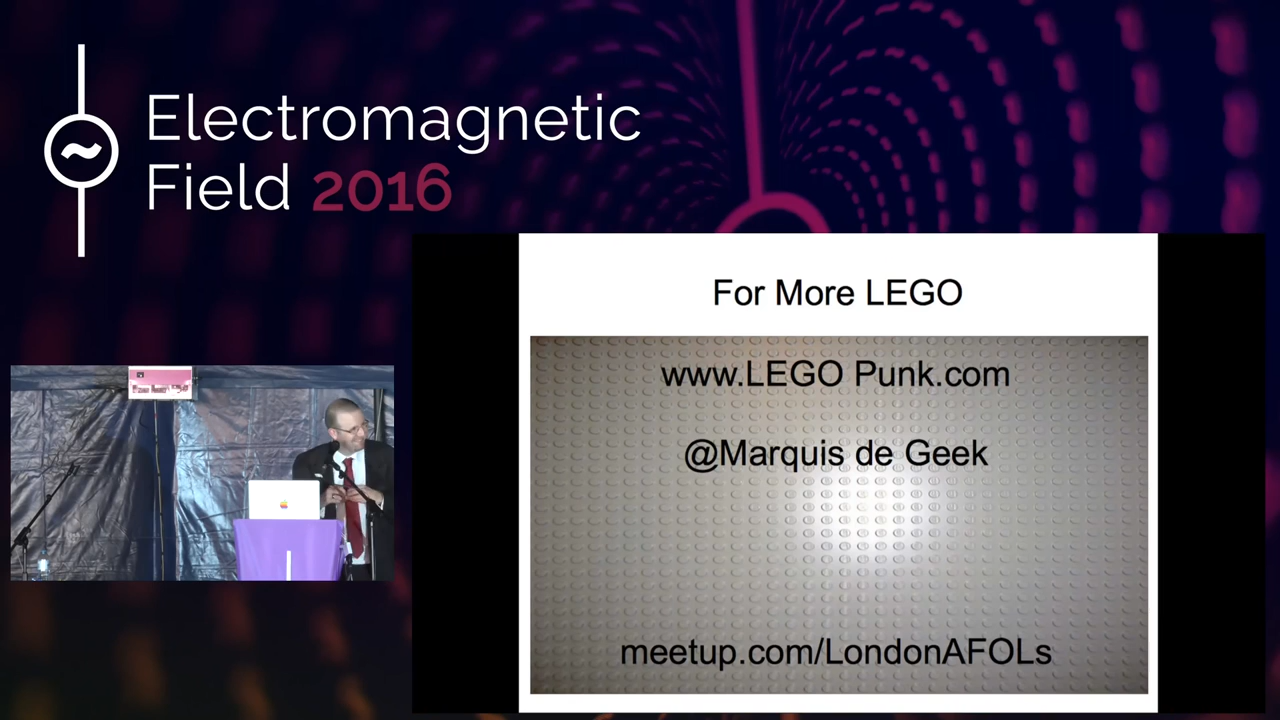 Electromagnetic
Field 2016
For More LEGO
www.LEGO Punk.com
@Marquis de Geek
meetup.com/LondonAFOLs